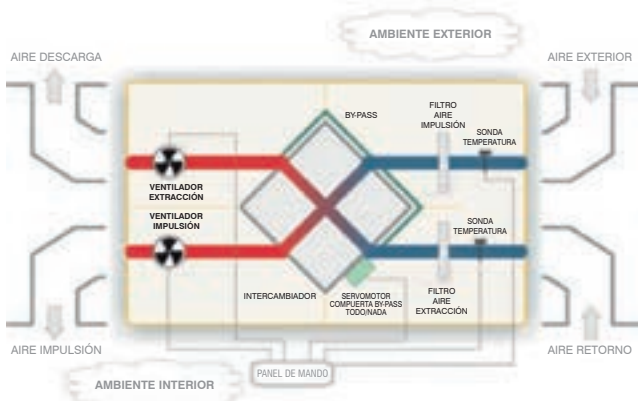 AMBIENTE EXTERIOR
AIRE DESCARGA
AIRE EXTERIOR
BY-PASS
FILTRO
AIRE
IMPULSIÓN
SONDA
TEMPERATURA
VENTILADOR
EXTRACCIÓN
VENTILADOR
IMPULSIÓN
SONDA
TEMPERATURA
INTERCAMBIADOR
SERVOMOTOR
COMPUERTA BY-PASS
TODO/NADA
FILTRO
AIRE
EXTRACCIÓN
AIRE IMPULSIÓN
AIRE RETORNO
PANEL DE MANDO
AMBIENTE INTERIOR